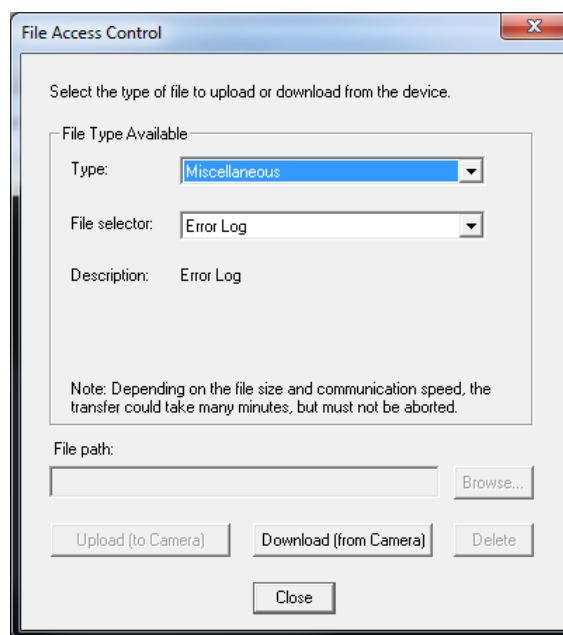 File Access Control
Select the type of file to upload or download from the device.
File Type Available
Type: Miscellaneous
File selector: Error Log
Description: Error Log
Note: Depending on the file size and communication speed, the
transfer could take many minutes, but must not be aborted.
File path:
Browse...
Upload (to Camera) Download (from Camera) Delete
Close